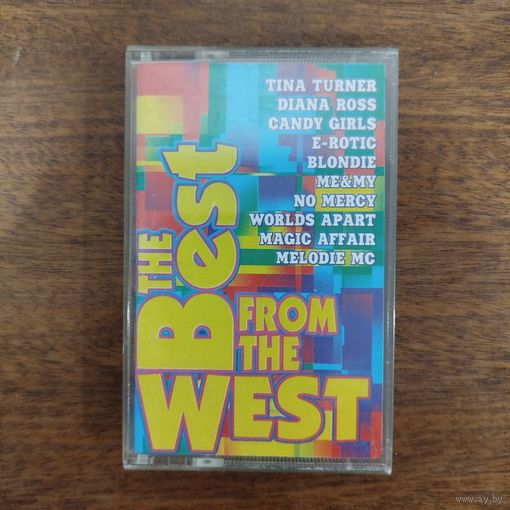 TINA TURNER
DIANA ROSS
CANDY GIRLS
E-ROTIC
BLONDIE
ME&MY
NO MERCY
WORLDS APART
MAGIC AFFAIR
MELODIE MC
THE
Best
FROM
THE
WEST
www.ay.by